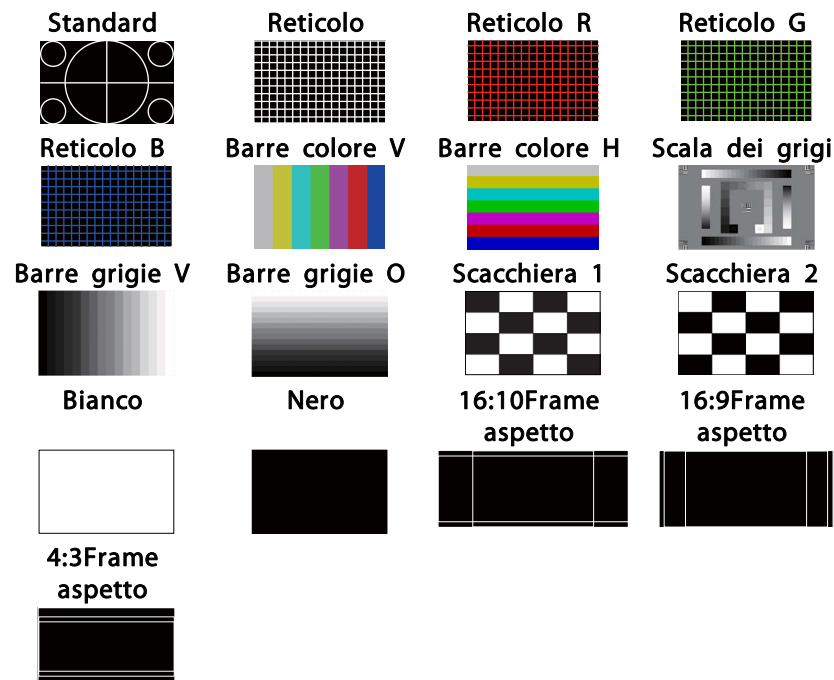 Standard
Reticolo
Reticolo R
Reticolo G
Reticolo B
Barre colore V
Barre colore H
Scala dei grigi
Barre grigie V
Barre grigie O
Scacchiera 1
Scacchiera 2
Bianco
Nero
16:10Frame
aspetto
16:9Frame
aspetto
4:3Frame
aspetto